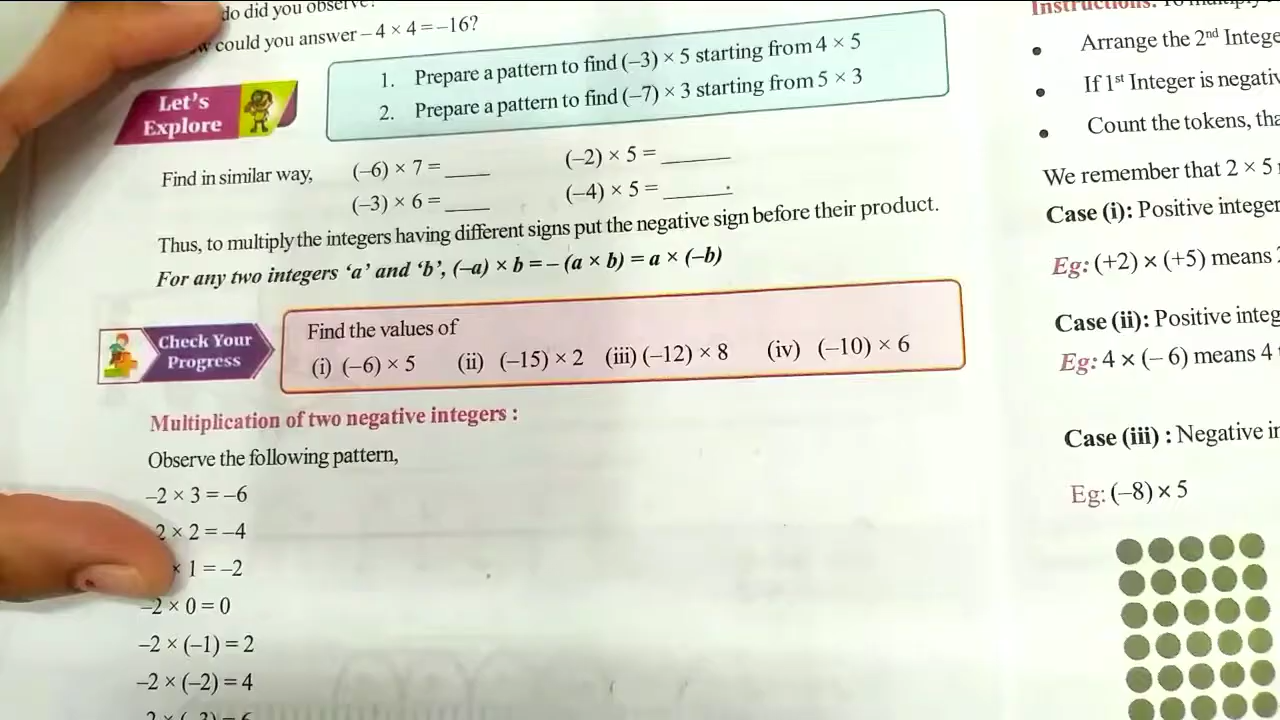 do did you observe?
could you answer – 4 × 4 = –16?
Let's
Explore
1. Prepare a pattern to find (–3) × 5 starting from 4 × 5
2. Prepare a pattern to find (–7) × 3 starting from 5 × 3
Find in similar way, (–6) × 7 = ____ (–2) × 5 = ______
(–3) × 6 = ____ (–4) × 5 = ______.
Thus, to multiply the integers having different signs put the negative sign before their product.
For any two integers ‘a’ and ‘b’, (–a) × b = – (a × b) = a × (–b)
Check Your
Progress
Find the values of
(i) (–6) × 5 (ii) (–15) × 2 (iii) (–12) × 8 (iv) (–10) × 6
Multiplication of two negative integers :
Observe the following pattern,
–2 × 3 = –6
2 × 2 = –4
× 1 = –2
–2 × 0 = 0
–2 × (–1) = 2
–2 × (–2) = 4
Instructions:
• Arrange the 2nd Intege
• If 1st Integer is negativ
• Count the tokens, tha
We remember that 2 × 5
Case (i): Positive integer
Eg: (+2) × (+5) means
Case (ii): Positive integ
Eg: 4 × (– 6) means 4
Case (iii) : Negative in
Eg: (–8) × 5